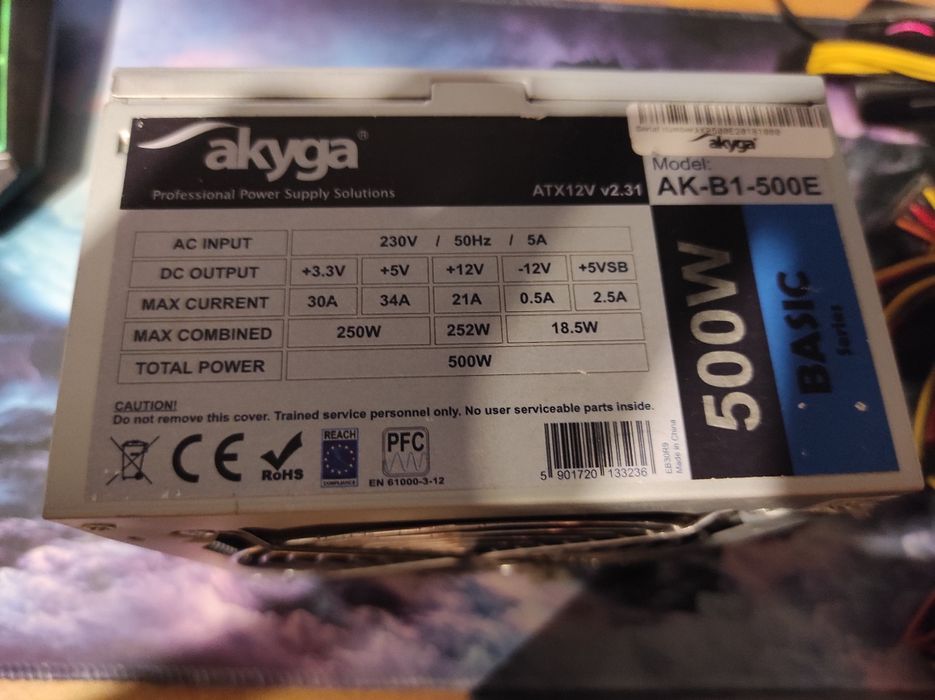 akyga®
Professional Power Supply Solutions
ATX12V v2.31
akyga
Model:
AK-B1-500E
AC INPUT 230V / 50Hz / 5A
DC OUTPUT +3.3V +5V +12V -12V +5VSB
MAX CURRENT 30A 34A 21A 0.5A 2.5A
MAX COMBINED 250W 252W 18.5W
TOTAL POWER 500W
500W
BASIC
Series
CAUTION!
Do not remove this cover. Trained service personnel only. No user serviceable parts inside.
CE
RoHS
REACH
COMPLIANCE
PFC
EN 61000-3-12
5 901720 133236
EB30R9
Made in China